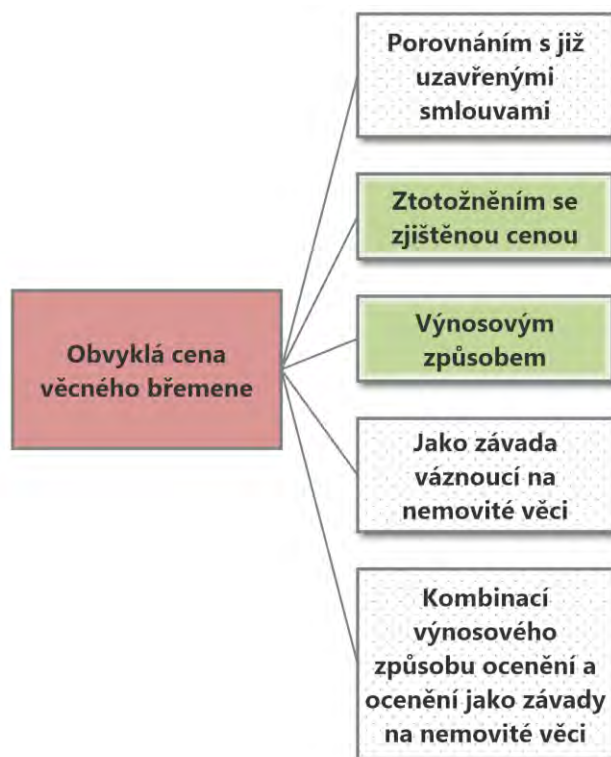 Obvyklá cena
věcného břemene
Porovnáním s již
uzavřenými
smlouvami
Ztotožněním se
zjištěnou cenou
Výnosovým
způsobem
Jako závada
váznoucí na
nemovité věci
Kombinací
výnosového
způsobu ocenění a
ocenění jako závady
na nemovité věci